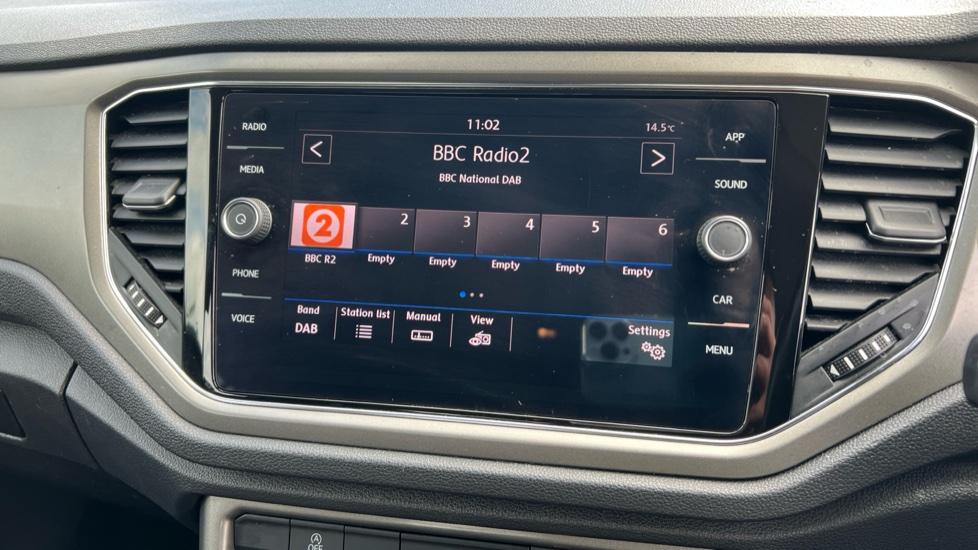 RADIO
MEDIA
PHONE
VOICE
11:02
14.5°C
BBC Radio2
BBC National DAB
2 2 3 4 5 6
BBC R2 Empty Empty Empty Empty Empty
Band Station list Manual View Settings
DAB
APP
SOUND
CAR
MENU
A
OFF